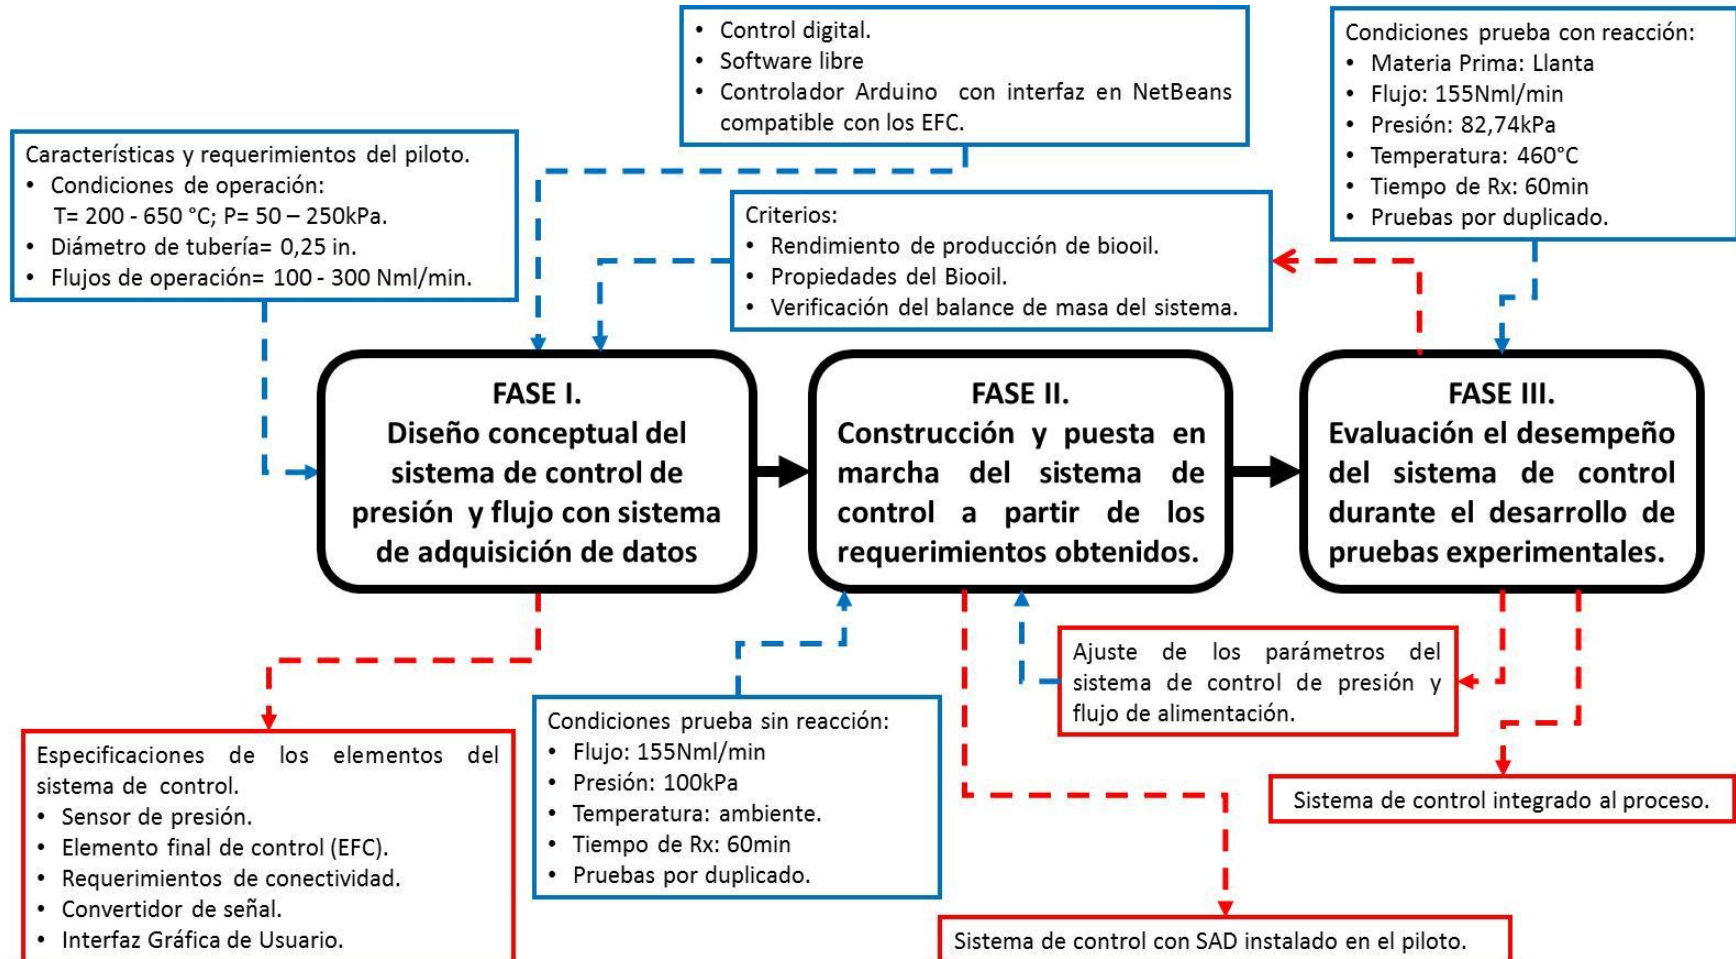 • Control digital.
• Software libre
• Controlador Arduino con interfaz en NetBeans
compatible con los EFC.
Condiciones prueba con reacción:
• Materia Prima: Llanta
• Flujo: 155Nml/min
• Presión: 82,74kPa
• Temperatura: 460°C
• Tiempo de Rx: 60min
• Pruebas por duplicado.
Características y requerimientos del piloto.
• Condiciones de operación:
T= 200 - 650 °C; P= 50 – 250kPa.
• Diámetro de tubería= 0,25 in.
• Flujos de operación= 100 - 300 Nml/min.
Criterios:
• Rendimiento de producción de biooil.
• Propiedades del Biooil.
• Verificación del balance de masa del sistema.
FASE I.
Diseño conceptual del
sistema de control de
presión y flujo con sistema
de adquisición de datos
FASE II.
Construcción y puesta en
marcha del sistema de
control a partir de los
requerimientos obtenidos.
FASE III.
Evaluación el desempeño
del sistema de control
durante el desarrollo de
pruebas experimentales.
Especificaciones de los elementos del
sistema de control.
• Sensor de presión.
• Elemento final de control (EFC).
• Requerimientos de conectividad.
• Convertidor de señal.
• Interfaz Gráfica de Usuario.
Condiciones prueba sin reacción:
• Flujo: 155Nml/min
• Presión: 100kPa
• Temperatura: ambiente.
• Tiempo de Rx: 60min
• Pruebas por duplicado.
Ajuste de los parámetros del
sistema de control de presión y
flujo de alimentación.
Sistema de control integrado al proceso.
Sistema de control con SAD instalado en el piloto.